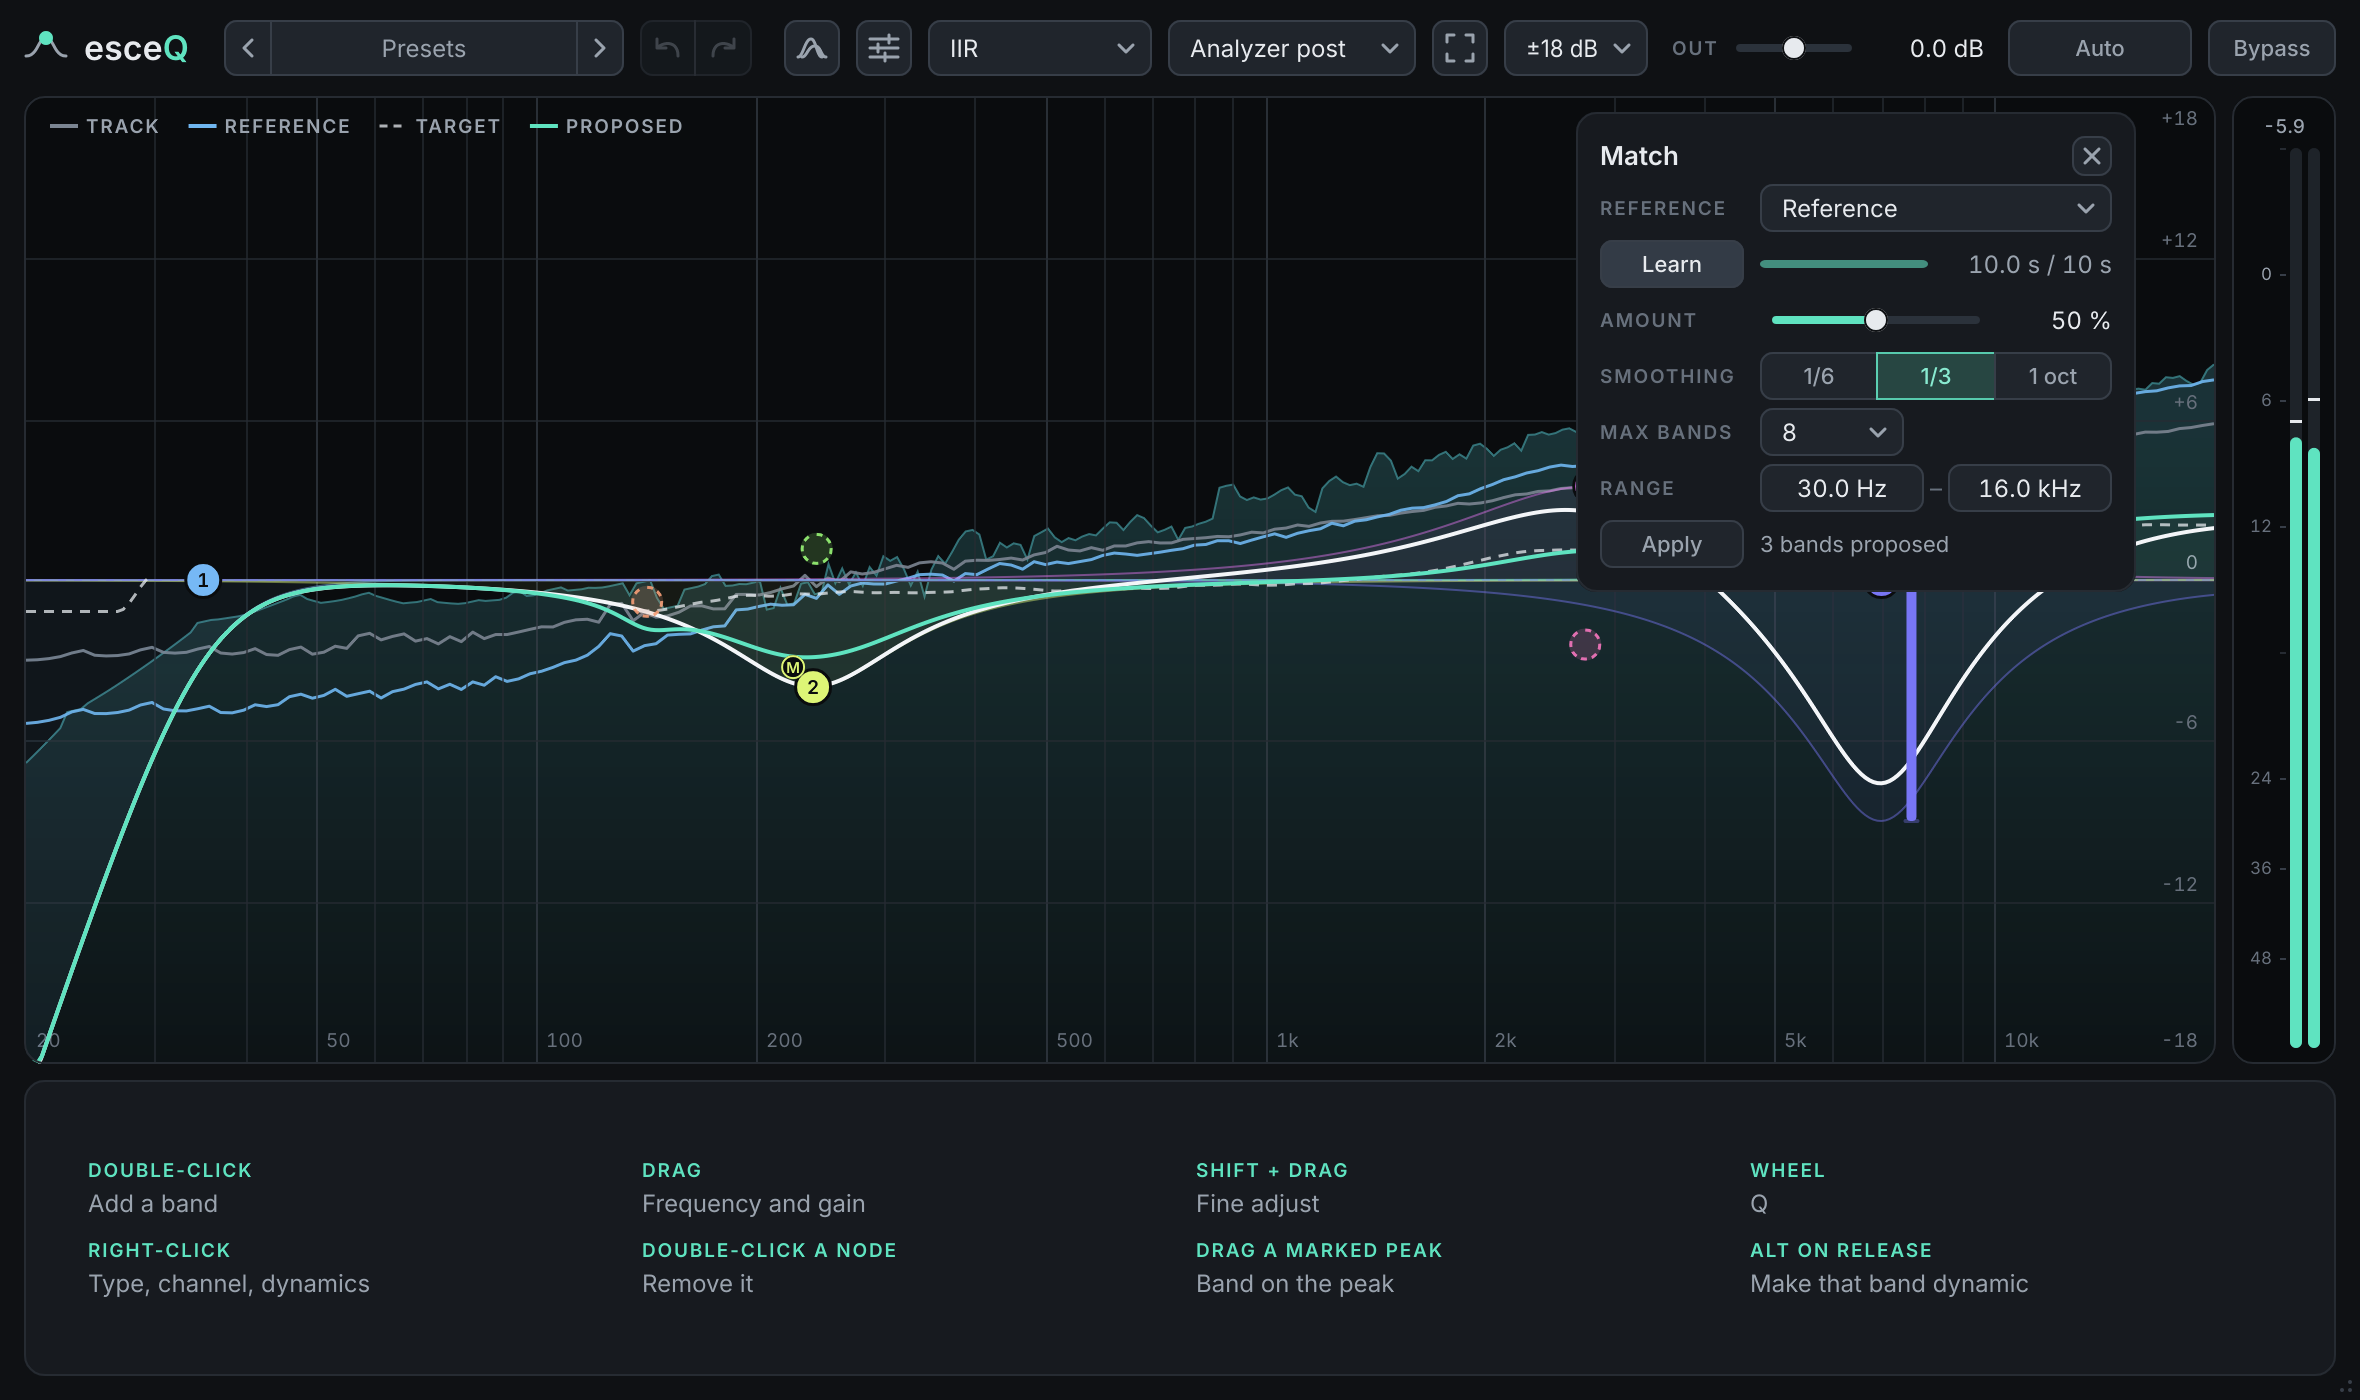 esceQ
Presets
IIR
Analyzer post
±18 dB
OUT
0.0 dB
Auto
Bypass
TRACK
REFERENCE
TARGET
PROPOSED
Match
REFERENCE
Reference
Learn
10.0 s / 10 s
AMOUNT
50 %
SMOOTHING
1/6
1/3
1 oct
MAX BANDS
8
RANGE
30.0 Hz
–
16.0 kHz
Apply
3 bands proposed
+18
+12
+6
0
-6
-12
-18
1
M
2
20
50
100
200
500
1k
2k
5k
10k
-5.9
0
6
12
24
36
48
DOUBLE-CLICK
Add a band
DRAG
Frequency and gain
SHIFT + DRAG
Fine adjust
WHEEL
Q
RIGHT-CLICK
Type, channel, dynamics
DOUBLE-CLICK A NODE
Remove it
DRAG A MARKED PEAK
Band on the peak
ALT ON RELEASE
Make that band dynamic